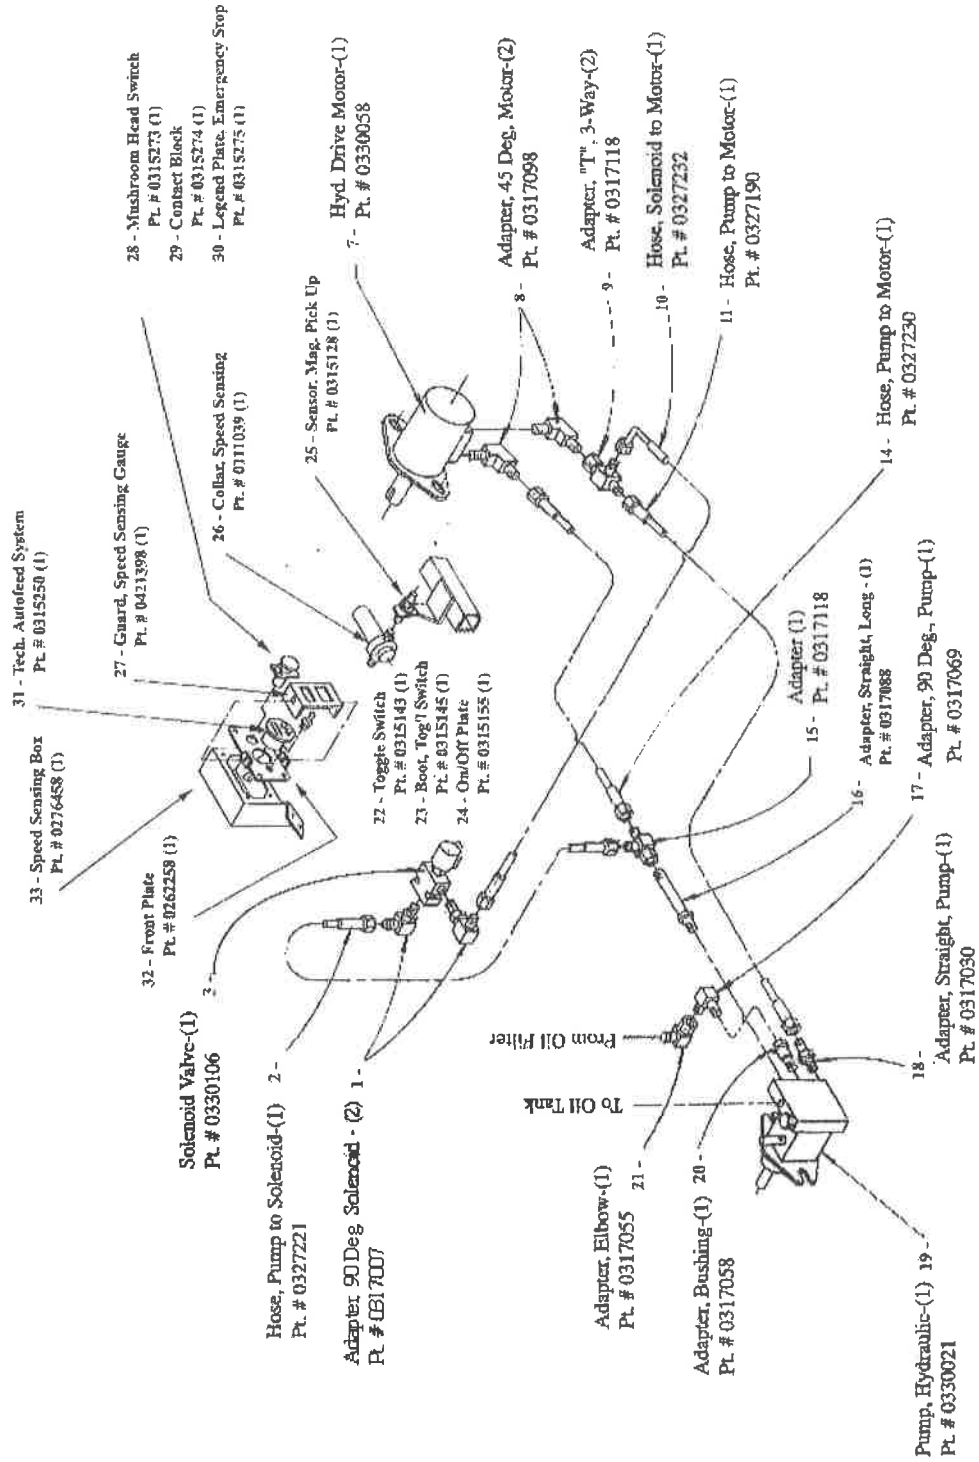 33 - Speed Sensing Box
Pt. # 0276458 (1)
31 - Tech. Autofeed System
Pt. # 0315250 (1)
27 - Guard, Speed Sensing Gauge
Pt. # 0421398 (1)
28 - Mushroom Head Switch
Pt. # 0315273 (1)
29 - Contact Block
Pt. # 0315274 (1)
30 - Legend Plate, Emergency Stop
Pt. # 0315275 (1)
26 - Collar, Speed Sensing
Pt. # 0111039 (1)
25 - Sensor, Mag. Pick Up
Pt. # 0315128 (1)
7 - Hyd. Drive Motor-(1)
Pt. # 0330058
32 - Front Plate
Pt. # 0262258 (1)
22 - Toggle Switch
Pt. # 0315143 (1)
23 - Boot, Tog'l Switch
Pt. # 0315145 (1)
24 - On/Off Plate
Pt. # 0315155 (1)
Adapter, 45 Deg, Motor-(2)
8 - Pt. # 0317098
Adapter, "T", 3-Way-(2)
9 - Pt. # 0317118
Hose, Solenoid to Motor-(1)
10 - Pt. # 0327232
11 - Hose, Pump to Motor-(1)
Pt. # 0327190
Solenoid Valve-(1) 3 -
Pt. # 0330106
Hose, Pump to Solenoid-(1) 2 -
Pt. # 0327221
Adapter 90 Deg Solenoid - (2) 1 -
Pt. # 0317007
14 - Hose, Pump to Motor-(1)
Pt. # 0327230
15 - Adapter (1)
Pt. # 0317118
16 - Adapter, Straight, Long - (1)
Pt. # 0317088
17 - Adapter, 90 Deg., Pump-(1)
Pt. # 0317069
From Oil Filter
To Oil Tank
Adapter, Elbow-(1)
Pt. # 0317055 21 -
Adapter, Bushing-(1) 20 -
Pt. # 0317058
18 - Adapter, Straight, Pump-(1)
Pt. # 0317030
Pump, Hydraulic-(1) 19 -
Pt. # 0330021